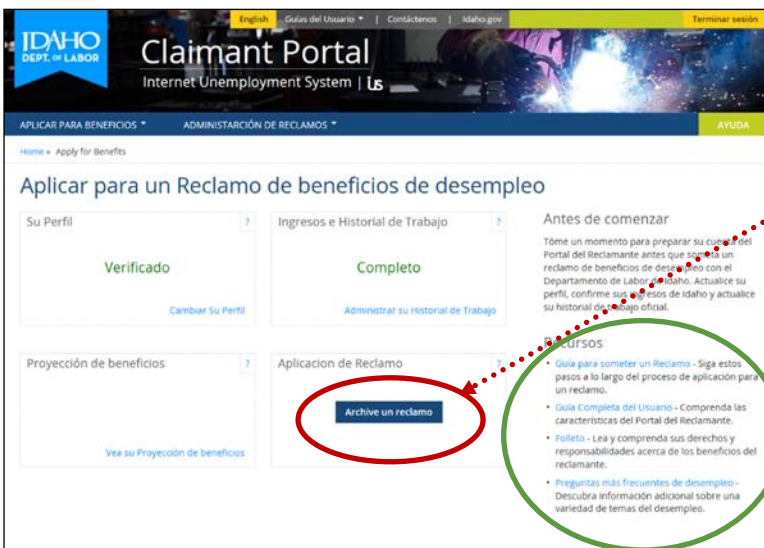 English Guías del Usuario | Contáctenos | Idaho.gov Terminar sesión
IDAHO
DEPT. OF LABOR
Claimant Portal
Internet Unemployment System | iUS
APLICAR PARA BENEFICIOS ADMINISTARCIÓN DE RECLAMOS AYUDA
Home » Apply for Benefits
Aplicar para un Reclamo de beneficios de desempleo
Su Perfil ?
Verificado
Cambiar Su Perfil
Ingresos e Historial de Trabajo ?
Completo
Administrar su Historial de Trabajo
Proyección de beneficios ?
Vea su Proyección de beneficios
Aplicacion de Reclamo ?
Archive un reclamo
Antes de comenzar
Tôme un momento para preparar su cuenta del
Portal del Reclamante antes que someta un
reclamo de beneficios de desempleo con el
Departamento de Labor de Idaho. Actualice su
perfil, confirme sus ingresos de Idaho y actualice
su historial de trabajo oficial.
Recursos
• Guía para someter un Reclamo - Siga estos
pasos a lo largo del proceso de aplicación para
un reclamo.
• Guía Completa del Usuario - Comprenda las
características del Portal del Reclamante.
• Folleto - Lea y comprenda sus derechos y
responsabilidades acerca de los beneficios del
reclamante.
• Preguntas más frecuentes de desempleo -
Descubra información adicional sobre una
variedad de temas del desempleo.